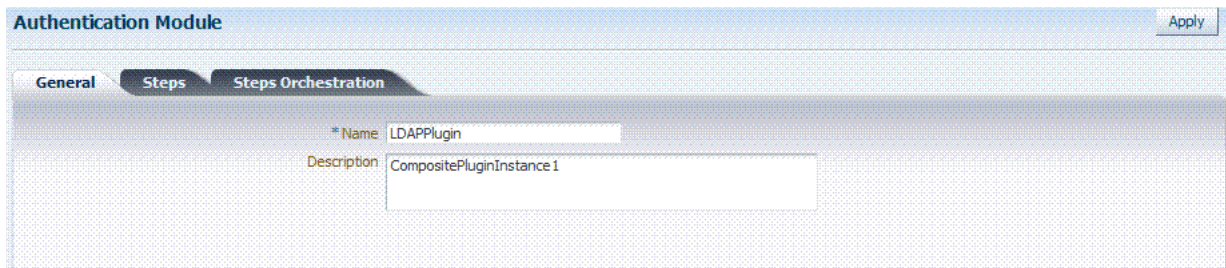 Authentication Module
Apply
General Steps Steps Orchestration
* Name LDAPPlugin
Description CompositePluginInstance1